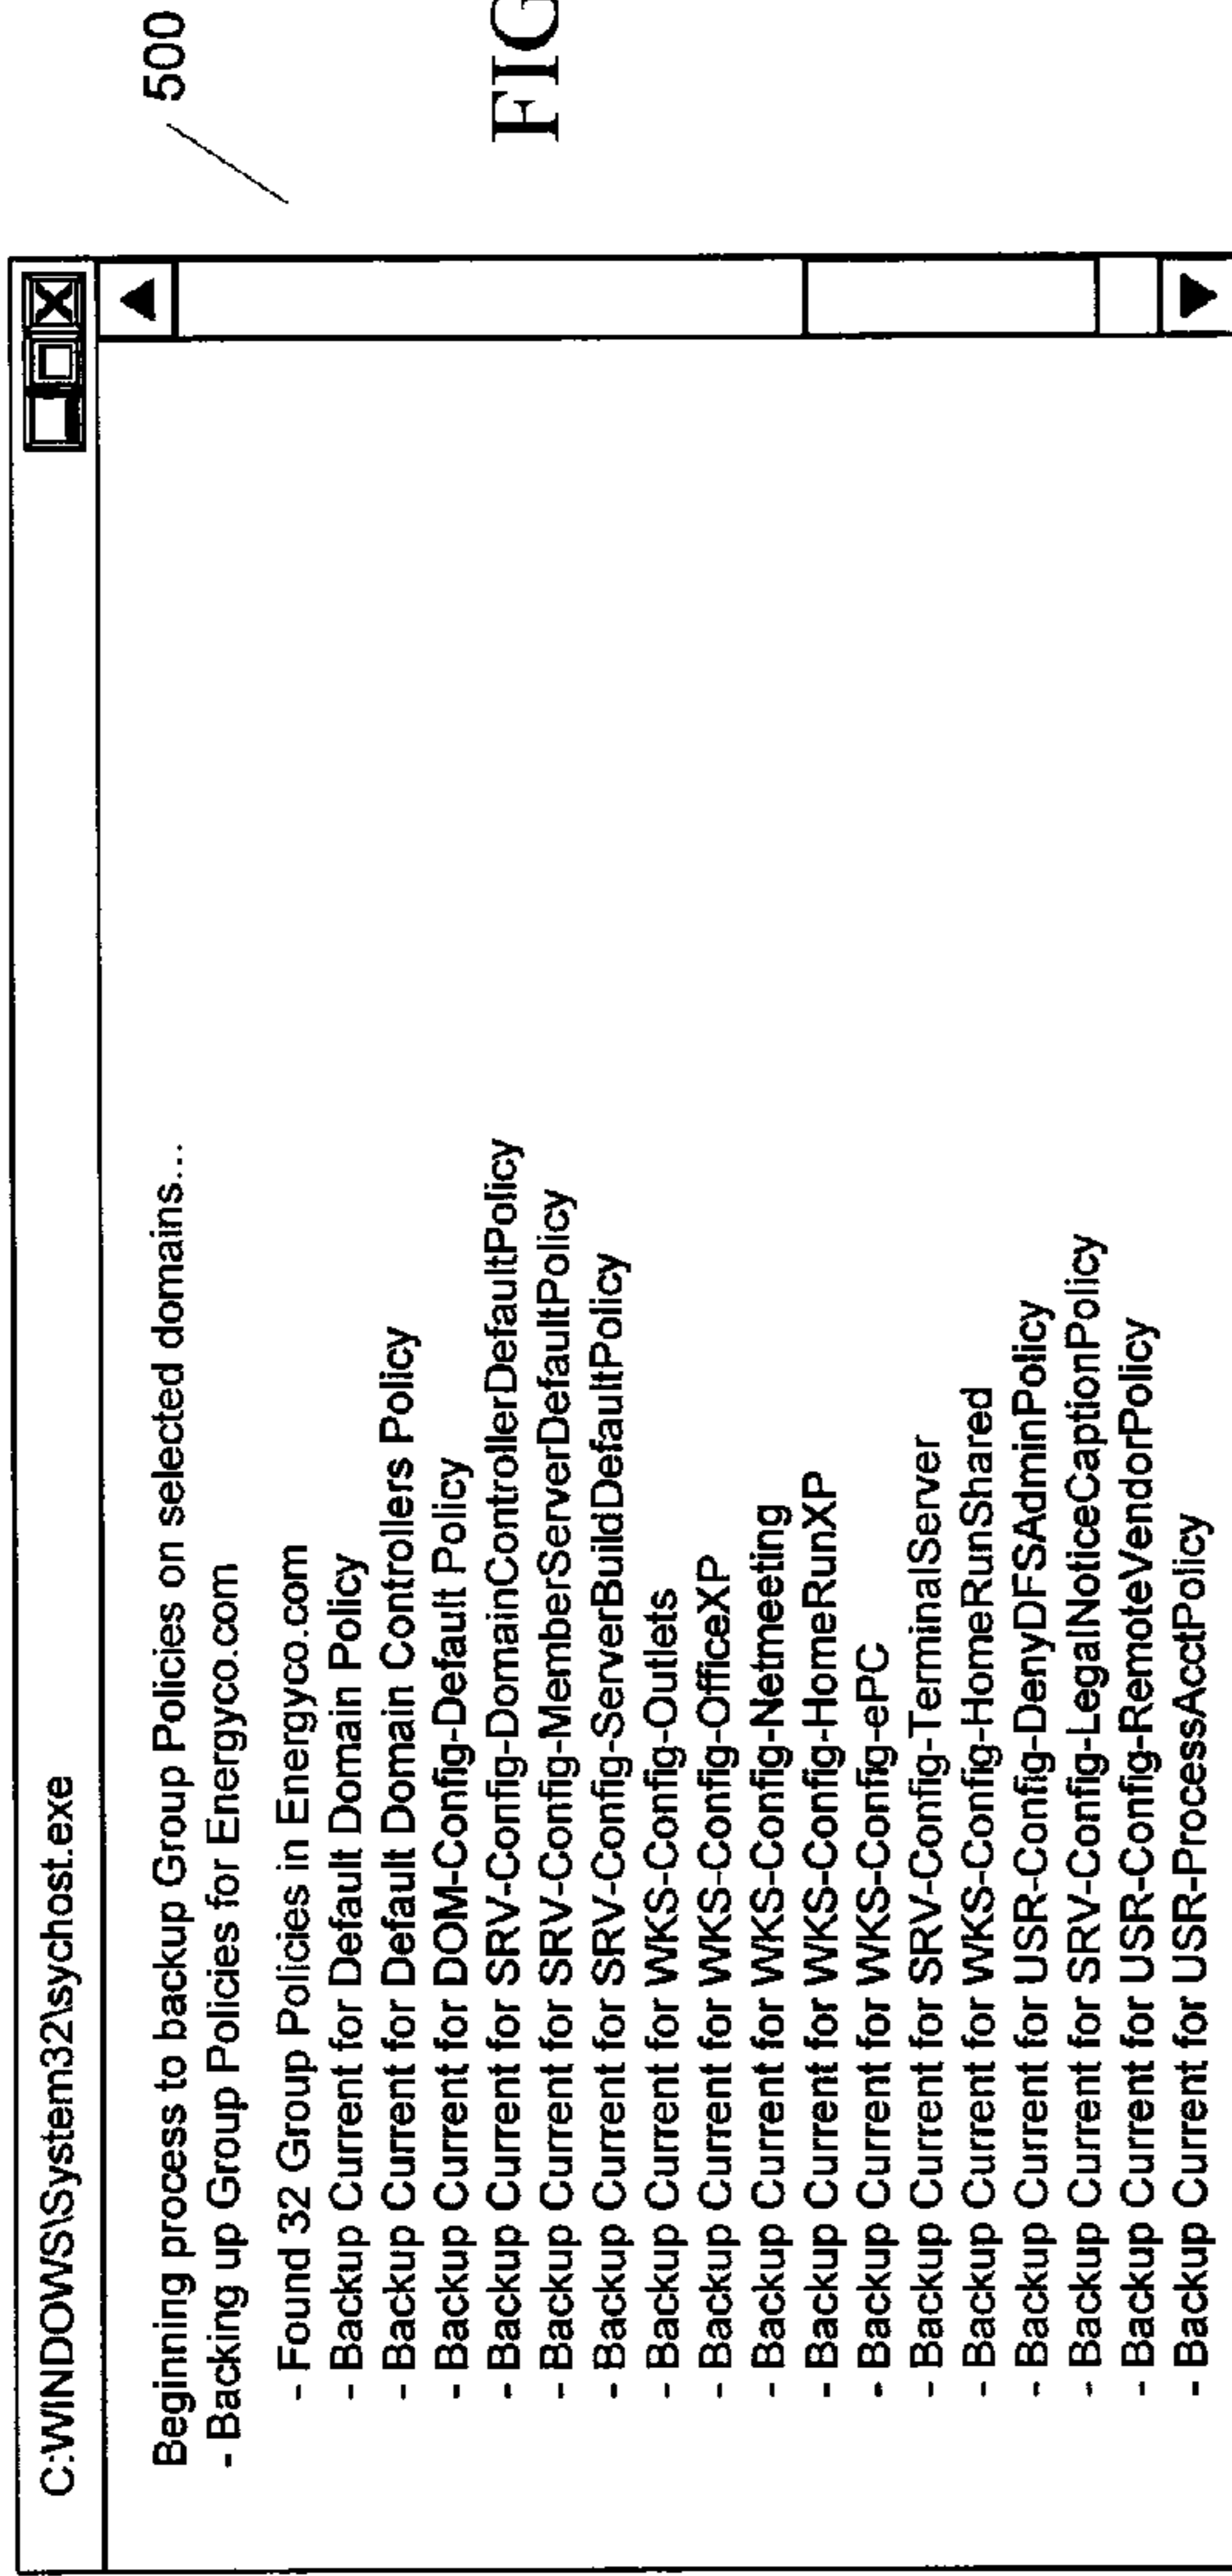 C:WINDOWS\System32\sychost.exe
Beginning process to backup Group Policies on selected domains...
- Backing up Group Policies for Energyco.com
- Found 32 Group Policies in Energyco.com
- Backup Current for Default Domain Policy
- Backup Current for Default Domain Controllers Policy
- Backup Current for DOM-Config-Default Policy
- Backup Current for SRV-Config-DomainControllerDefaultPolicy
- Backup Current for SRV-Config-MemberServerDefaultPolicy
- Backup Current for SRV-Config-ServerBuildDefaultPolicy
- Backup Current for WKS-Config-Outlets
- Backup Current for WKS-Config-OfficeXP
- Backup Current for WKS-Config-Netmeeting
- Backup Current for WKS-Config-HomeRunXP
- Backup Current for WKS-Config-ePC
- Backup Current for SRV-Config-TerminalServer
- Backup Current for WKS-Config-HomeRunShared
- Backup Current for USR-Config-DenyDFSAdminPolicy
- Backup Current for SRV-Config-LegalNoticeCaptionPolicy
- Backup Current for USR-Config-RemoteVendorPolicy
- Backup Current for USR-ProcessAcctPolicy
500
FIG